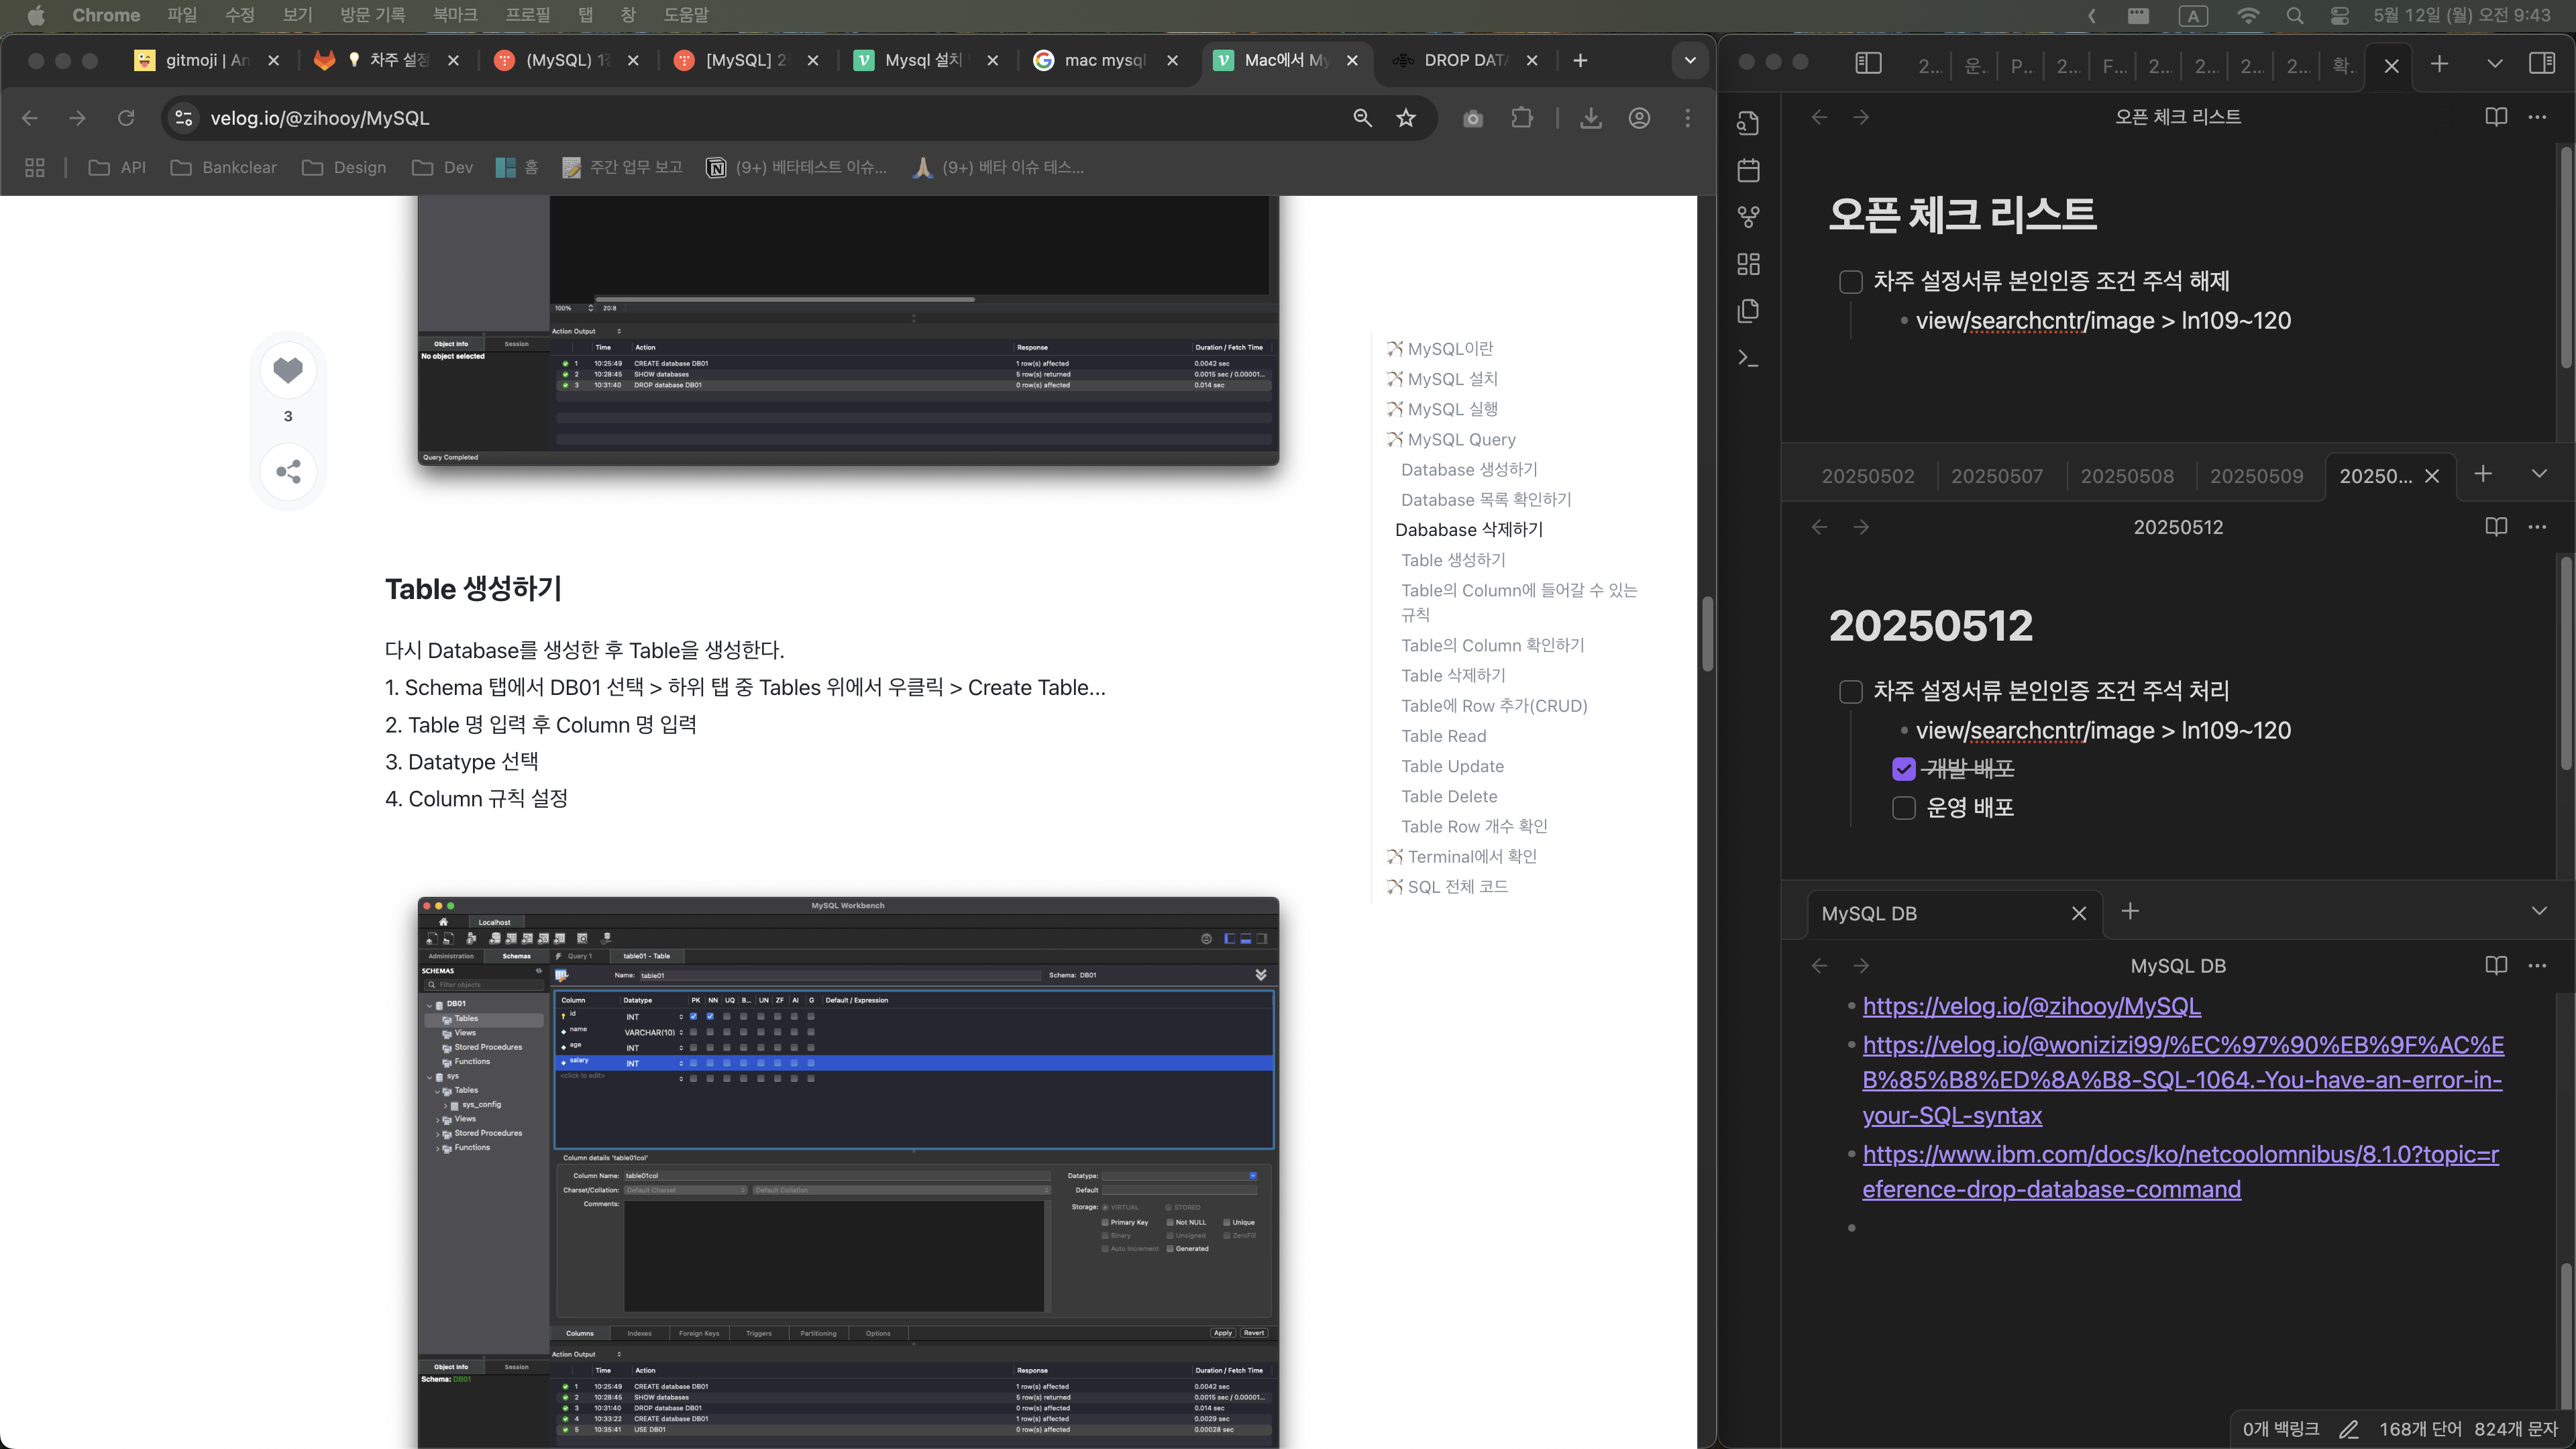 Chrome 파일 수정 보기 방문 기록 북마크 프로필 탭 창 도움말
A 5월 12일 (월) 오전 9:43
gitmoji | An
차주 설정
(MySQL) 1
[MySQL] 2
Mysql 설치
mac mysql
Mac에서 My
DROP DATA
velog.io/@zihooy/MySQL
API Bankclear Design Dev 홈 주간 업무 보고 (9+) 베타테스트 이슈... (9+) 베타 이슈 테스...
100% 20:8
Action Output
Object Info Session
No object selected
Time Action Response Duration / Fetch Time
1 10:25:49 CREATE database DB01 1 row(s) affected 0.0042 sec
2 10:28:45 SHOW databases 5 row(s) returned 0.0015 sec / 0.00001...
3 10:31:40 DROP database DB01 0 row(s) affected 0.014 sec
Query Completed
3
Table 생성하기
다시 Database를 생성한 후 Table을 생성한다.
1. Schema 탭에서 DB01 선택 > 하위 탭 중 Tables 위에서 우클릭 > Create Table...
2. Table 명 입력 후 Column 명 입력
3. Datatype 선택
4. Column 규칙 설정
MySQL이란
MySQL 설치
MySQL 실행
MySQL Query
Database 생성하기
Database 목록 확인하기
Dababase 삭제하기
Table 생성하기
Table의 Column에 들어갈 수 있는
규칙
Table의 Column 확인하기
Table 삭제하기
Table에 Row 추가(CRUD)
Table Read
Table Update
Table Delete
Table Row 개수 확인
Terminal에서 확인
SQL 전체 코드
MySQL Workbench
Localhost
Administration Schemas Query 1 table01 - Table
SCHEMAS
Filter objects
DB01
Tables
Views
Stored Procedures
Functions
sys
Tables
sys_config
Views
Stored Procedures
Functions
Name: table01 Schema: DB01
Column Datatype PK NN UQ B... UN ZF AI G Default / Expression
id INT
name VARCHAR(10)
age INT
salary INT
<click to edit>
Column details 'table01col'
Column Name: table01col Datatype:
Charset/Collation: Default Charset Default Collation Default
Comments: Storage: VIRTUAL STORED
Primary Key Not NULL Unique
Binary Unsigned ZeroFill
Auto Increment Generated
Columns Indexes Foreign Keys Triggers Partitioning Options Apply Revert
Action Output
Object Info Session
Schema: DB01
Time Action Response Duration / Fetch Time
1 10:25:49 CREATE database DB01 1 row(s) affected 0.0042 sec
2 10:28:45 SHOW databases 5 row(s) returned 0.0015 sec / 0.00001...
3 10:31:40 DROP database DB01 0 row(s) affected 0.014 sec
4 10:33:22 CREATE database DB01 1 row(s) affected 0.0029 sec
5 10:35:41 USE DB01 0 row(s) affected 0.00028 sec
2... 운.. P... 2... F... 2... 2... 2... 2... 확..
오픈 체크 리스트
오픈 체크 리스트
차주 설정서류 본인인증 조건 주석 해제
view/searchcntr/image > ln109~120
20250502 20250507 20250508 20250509 20250...
20250512
20250512
차주 설정서류 본인인증 조건 주석 처리
view/searchcntr/image > ln109~120
개발 배포
운영 배포
MySQL DB
MySQL DB
https://velog.io/@zihooy/MySQL
https://velog.io/@wonizizi99/%EC%97%90%EB%9F%AC%E
B%85%B8%ED%8A%B8-SQL-1064.-You-have-an-error-in-
your-SQL-syntax
https://www.ibm.com/docs/ko/netcoolomnibus/8.1.0?topic=r
eference-drop-database-command
0개 백링크 168개 단어 824개 문자